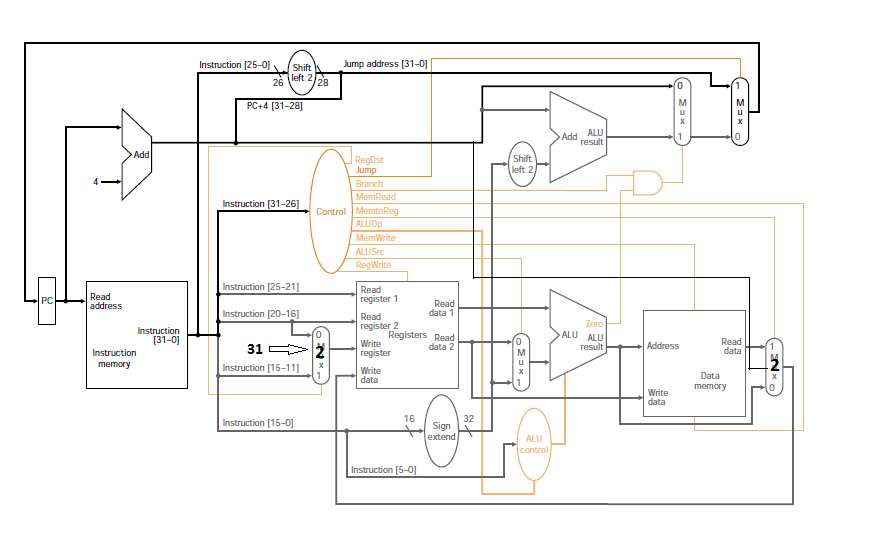 Instruction [25–0]
Shift
left 2
Jump address [31–0]
26
28
PC+4 [31–28]
Add
4
0
M
u
x
1
1
M
u
x
0
Add
ALU
result
Shift
left 2
RegDst
Jump
Branch
MemRead
MemtoReg
ALUOp
MemWrite
ALUSrc
RegWrite
Control
Instruction [31–26]
PC
Read
address
Instruction
[31–0]
Instruction
memory
Instruction [25–21]
Instruction [20–16]
Instruction [15–11]
Instruction [15–0]
Instruction [5–0]
31
0
M
2
x
1
Read
register 1
Read
register 2
Write
register
Write
data
Registers
Read
data 1
Read
data 2
0
M
u
x
1
Zero
ALU
ALU
result
Address
Read
data
Data
memory
Write
data
1
M
2
x
0
16
32
Sign
extend
ALU
control